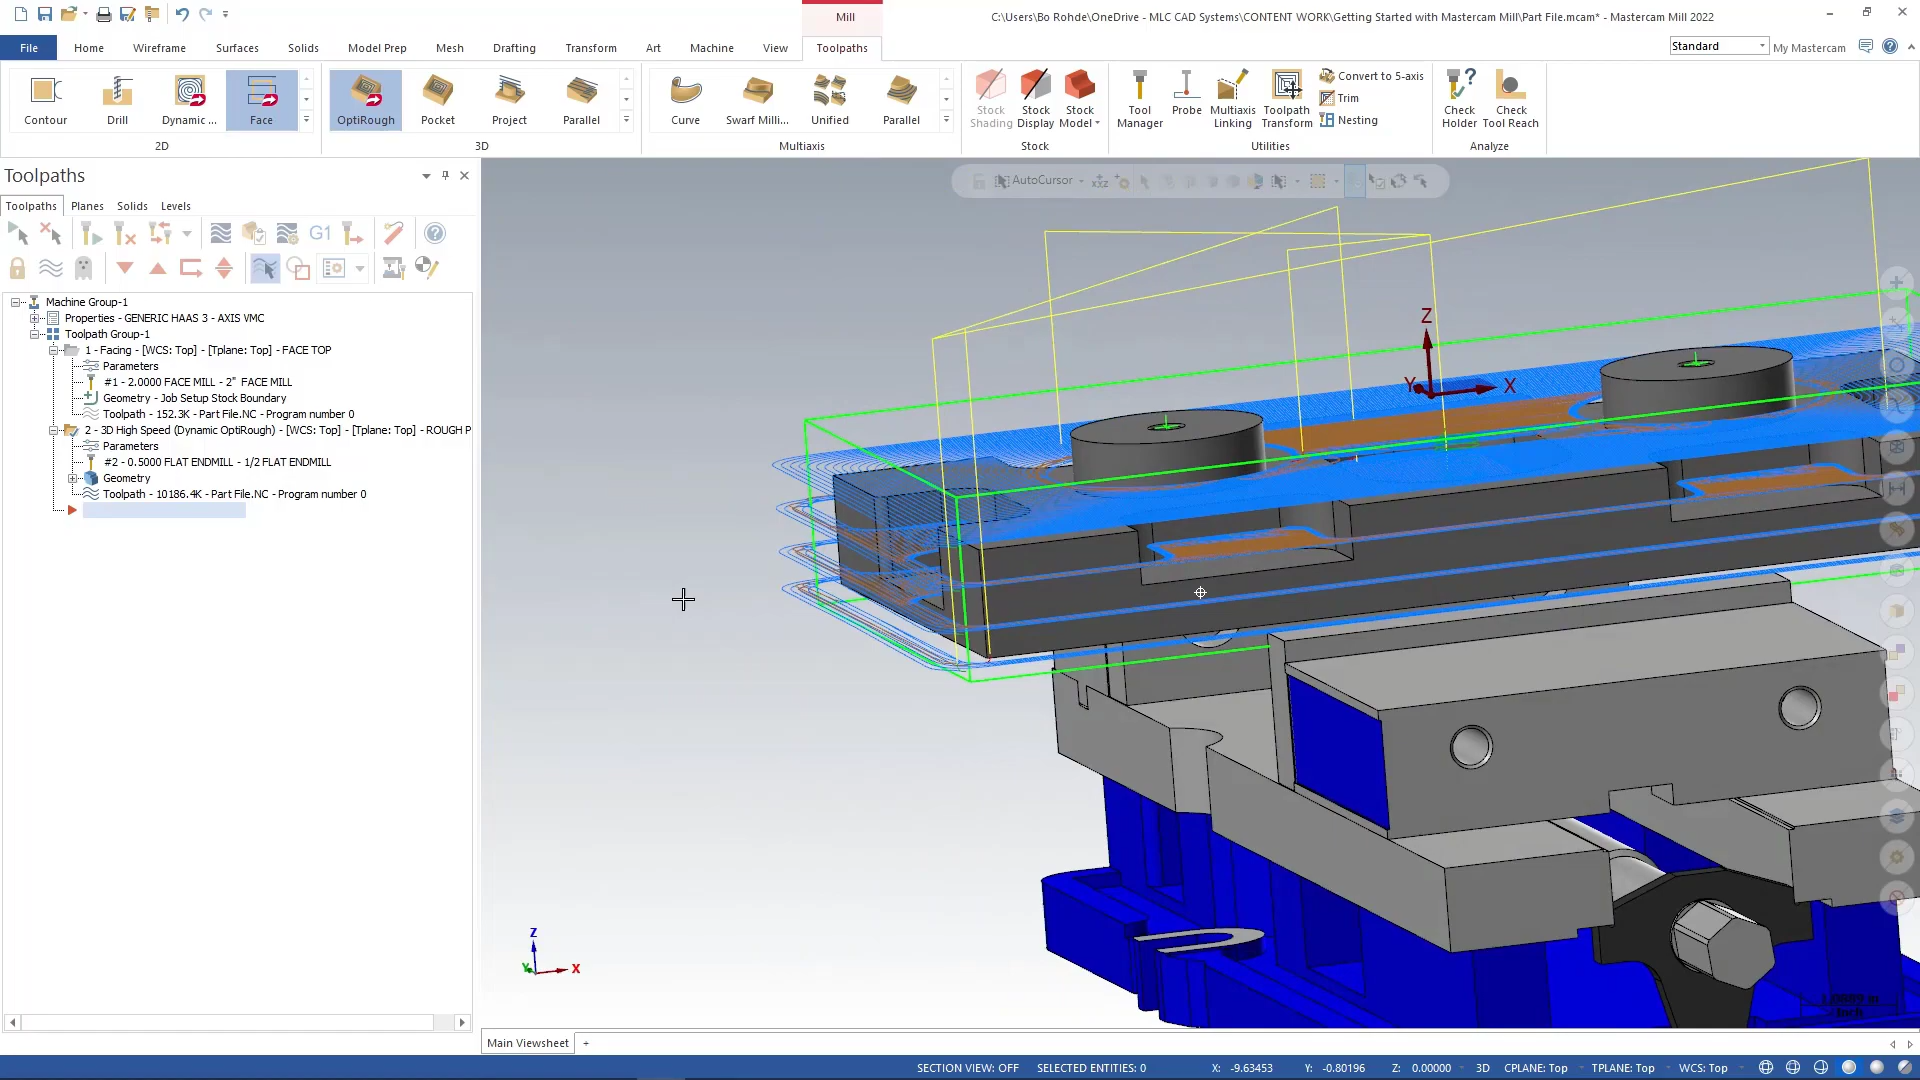 Mill
C:\Users\Bo Rohde\OneDrive - MLC CAD Systems\CONTENT WORK\Getting Started with Mastercam Mill\Part File.mcam* - Mastercam Mill 2022
File Home Wireframe Surfaces Solids Model Prep Mesh Drafting Transform Art Machine View Toolpaths
Standard My Mastercam
Contour Drill Dynamic ... Face
2D
OptiRough Pocket Project Parallel
3D
Curve Swarf Milli... Unified Parallel
Multiaxis
Stock Shading
Stock Display
Stock Model
Stock
Tool Manager
Probe
Multiaxis Linking
Toolpath Transform
Convert to 5-axis
Trim
Nesting
Utilities
Check Holder
Check Tool Reach
Analyze
Toolpaths
Toolpaths Planes Solids Levels
G1
Machine Group-1
Properties - GENERIC HAAS 3 - AXIS VMC
Toolpath Group-1
1 - Facing - [WCS: Top] - [Tplane: Top] - FACE TOP
Parameters
#1 - 2.0000 FACE MILL - 2" FACE MILL
Geometry - Job Setup Stock Boundary
Toolpath - 152.3K - Part File.NC - Program number 0
2 - 3D High Speed (Dynamic OptiRough) - [WCS: Top] - [Tplane: Top] - ROUGH P
Parameters
#2 - 0.5000 FLAT ENDMILL - 1/2 FLAT ENDMILL
Geometry
Toolpath - 10186.4K - Part File.NC - Program number 0
AutoCursor
Z
Y
X
Z
Y
X
Inch
Main Viewsheet +
SECTION VIEW: OFF SELECTED ENTITIES: 0 X: -9.63453 Y: -0.80196 Z: 0.00000 3D CPLANE: Top TPLANE: Top WCS: Top